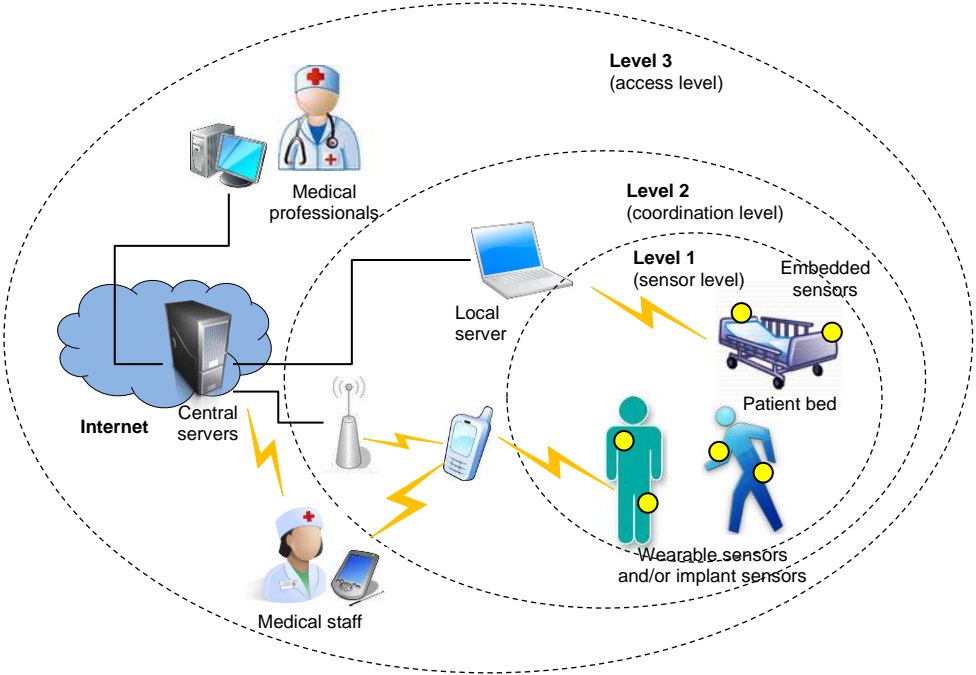 Level 3
(access level)
Medical
professionals
Level 2
(coordination level)
Level 1
(sensor level)
Embedded
sensors
Local
server
Patient bed
Central
servers
Internet
Wearable sensors
and/or implant sensors
Medical staff